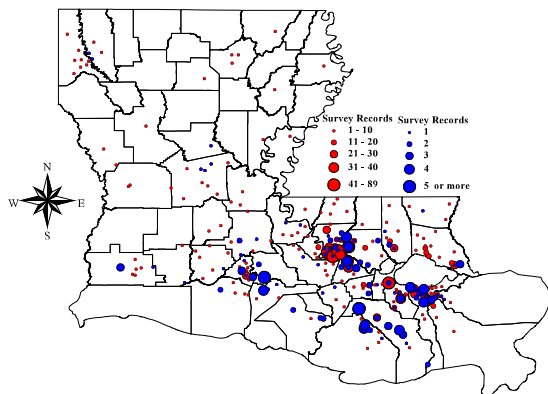 Survey Records Survey Records
1 - 10 1
11 - 20 2
21 - 30 3
31 - 40 4
41 - 89 5 or more
N
W E
S